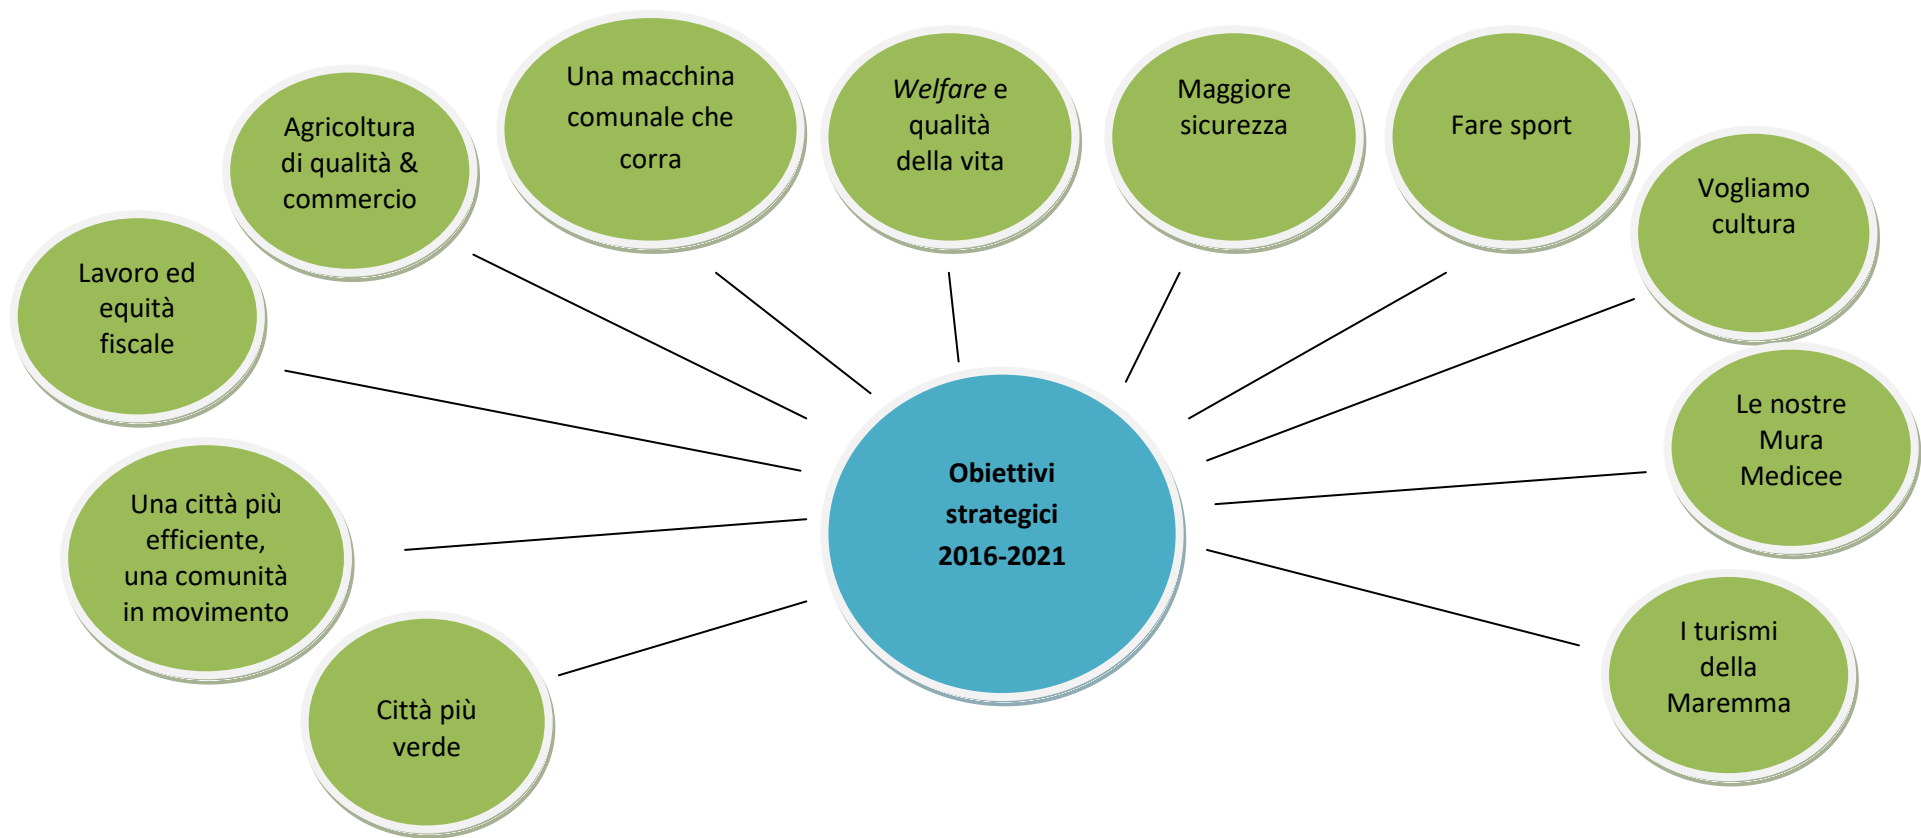 Una macchina
comunale che
corra
Welfare e
qualità
della vita
Maggiore
sicurezza
Fare sport
Agricoltura
di qualità &
commercio
Vogliamo
cultura
Lavoro ed
equità
fiscale
Le nostre
Mura
Medicee
Obiettivi
strategici
2016-2021
Una città più
efficiente,
una comunità
in movimento
I turismi
della
Maremma
Città più
verde